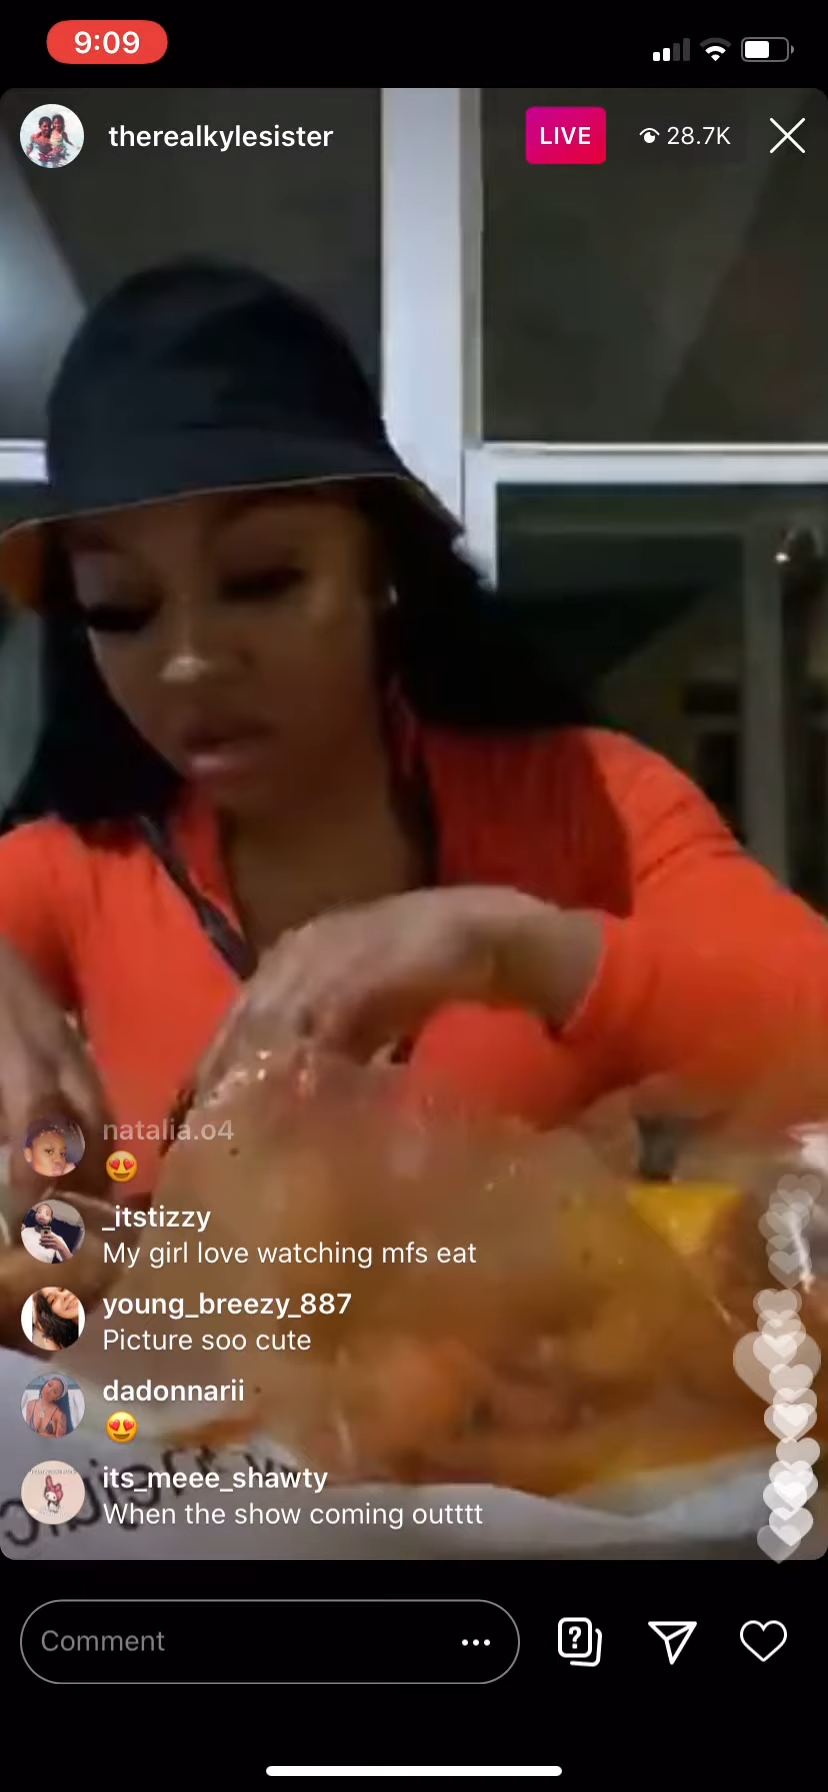 9:09
therealkylesister
LIVE
28.7K
natalia.o4
😍
_itstizzy
My girl love watching mfs eat
young_breezy_887
Picture soo cute
dadonnarii
😍
its_meee_shawty
When the show coming outttt
Comment